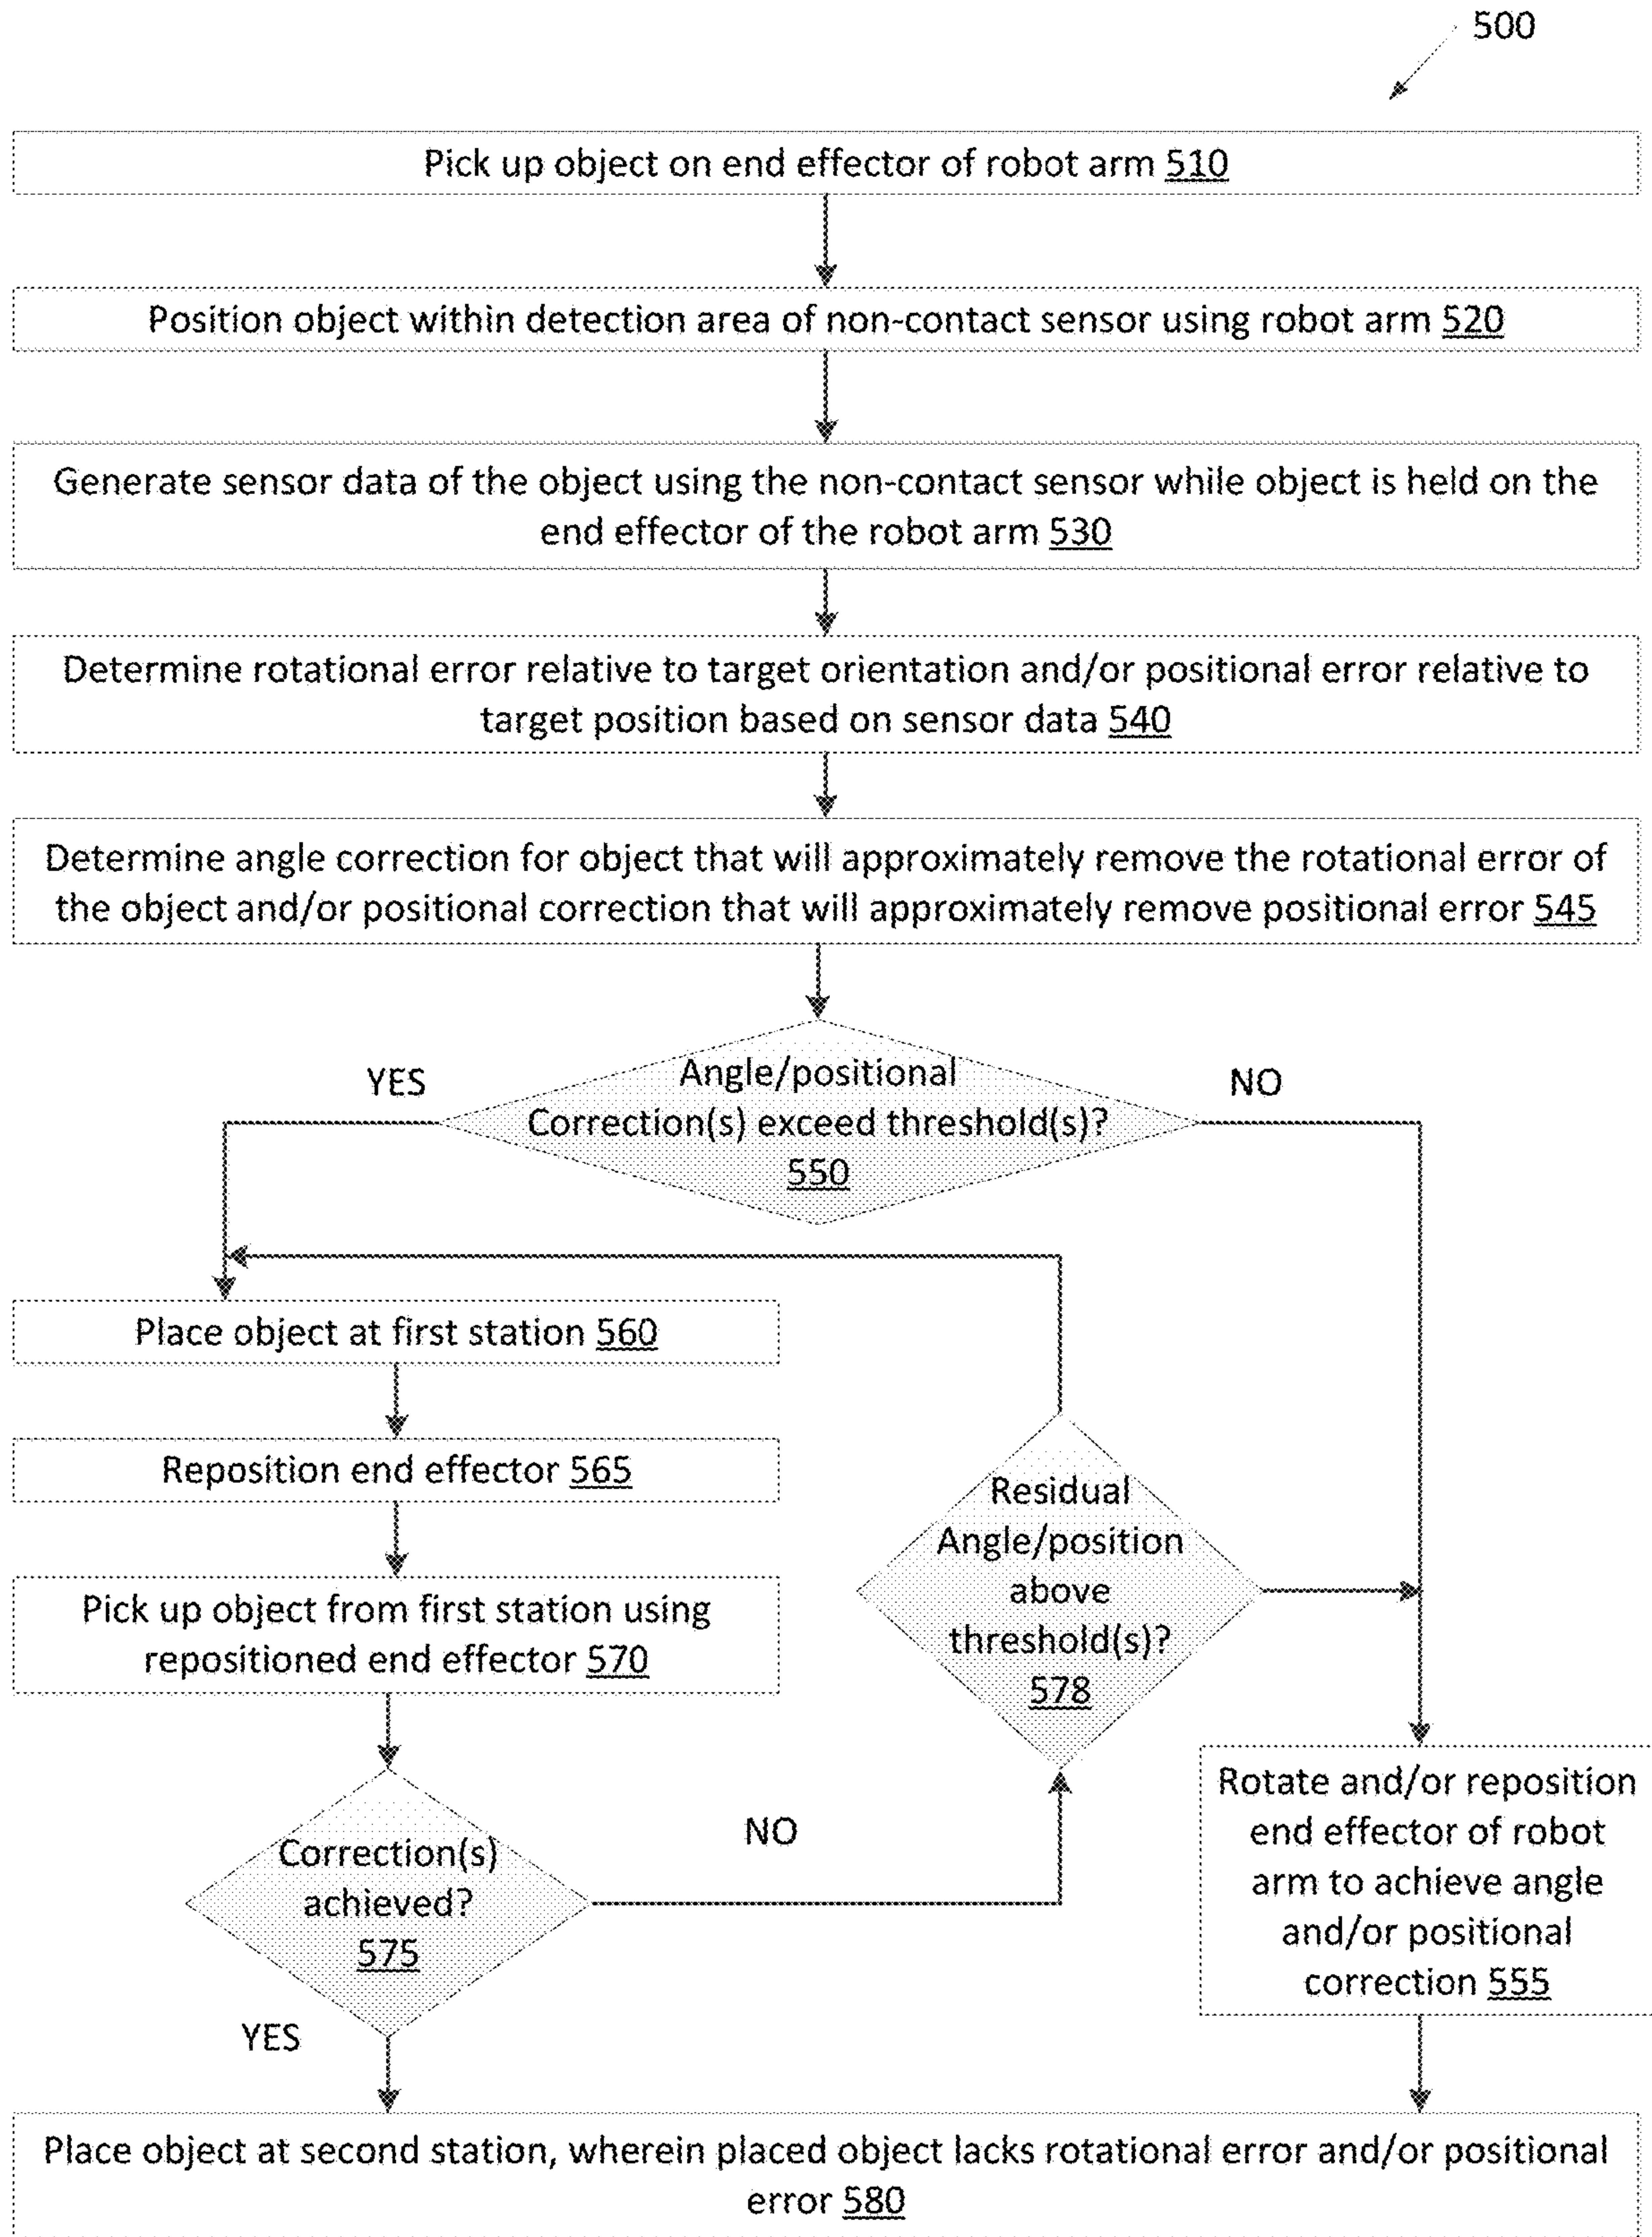 500
Pick up object on end effector of robot arm 510
Position object within detection area of non-contact sensor using robot arm 520
Generate sensor data of the object using the non-contact sensor while object is held on the
end effector of the robot arm 530
Determine rotational error relative to target orientation and/or positional error relative to
target position based on sensor data 540
Determine angle correction for object that will approximately remove the rotational error of
the object and/or positional correction that will approximately remove positional error 545
YES
Angle/positional
Correction(s) exceed threshold(s)?
550
NO
Place object at first station 560
Reposition end effector 565
Pick up object from first station using
repositioned end effector 570
Residual
Angle/position
above
threshold(s)?
578
Correction(s)
achieved?
575
NO
YES
Rotate and/or reposition
end effector of robot
arm to achieve angle
and/or positional
correction 555
Place object at second station, wherein placed object lacks rotational error and/or positional
error 580